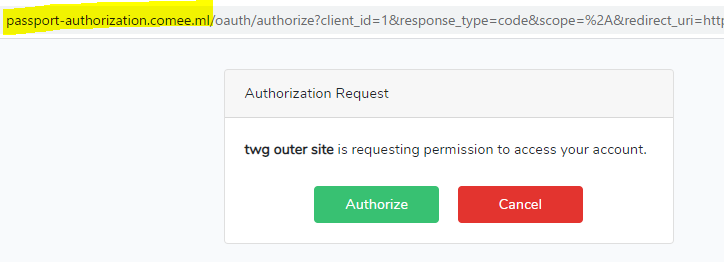 passport-authorization.comee.ml/oauth/authorize?client_id=1&response_type=code&scope=%2A&redirect_uri=http
Authorization Request
twg outer site is requesting permission to access your account.
Authorize Cancel